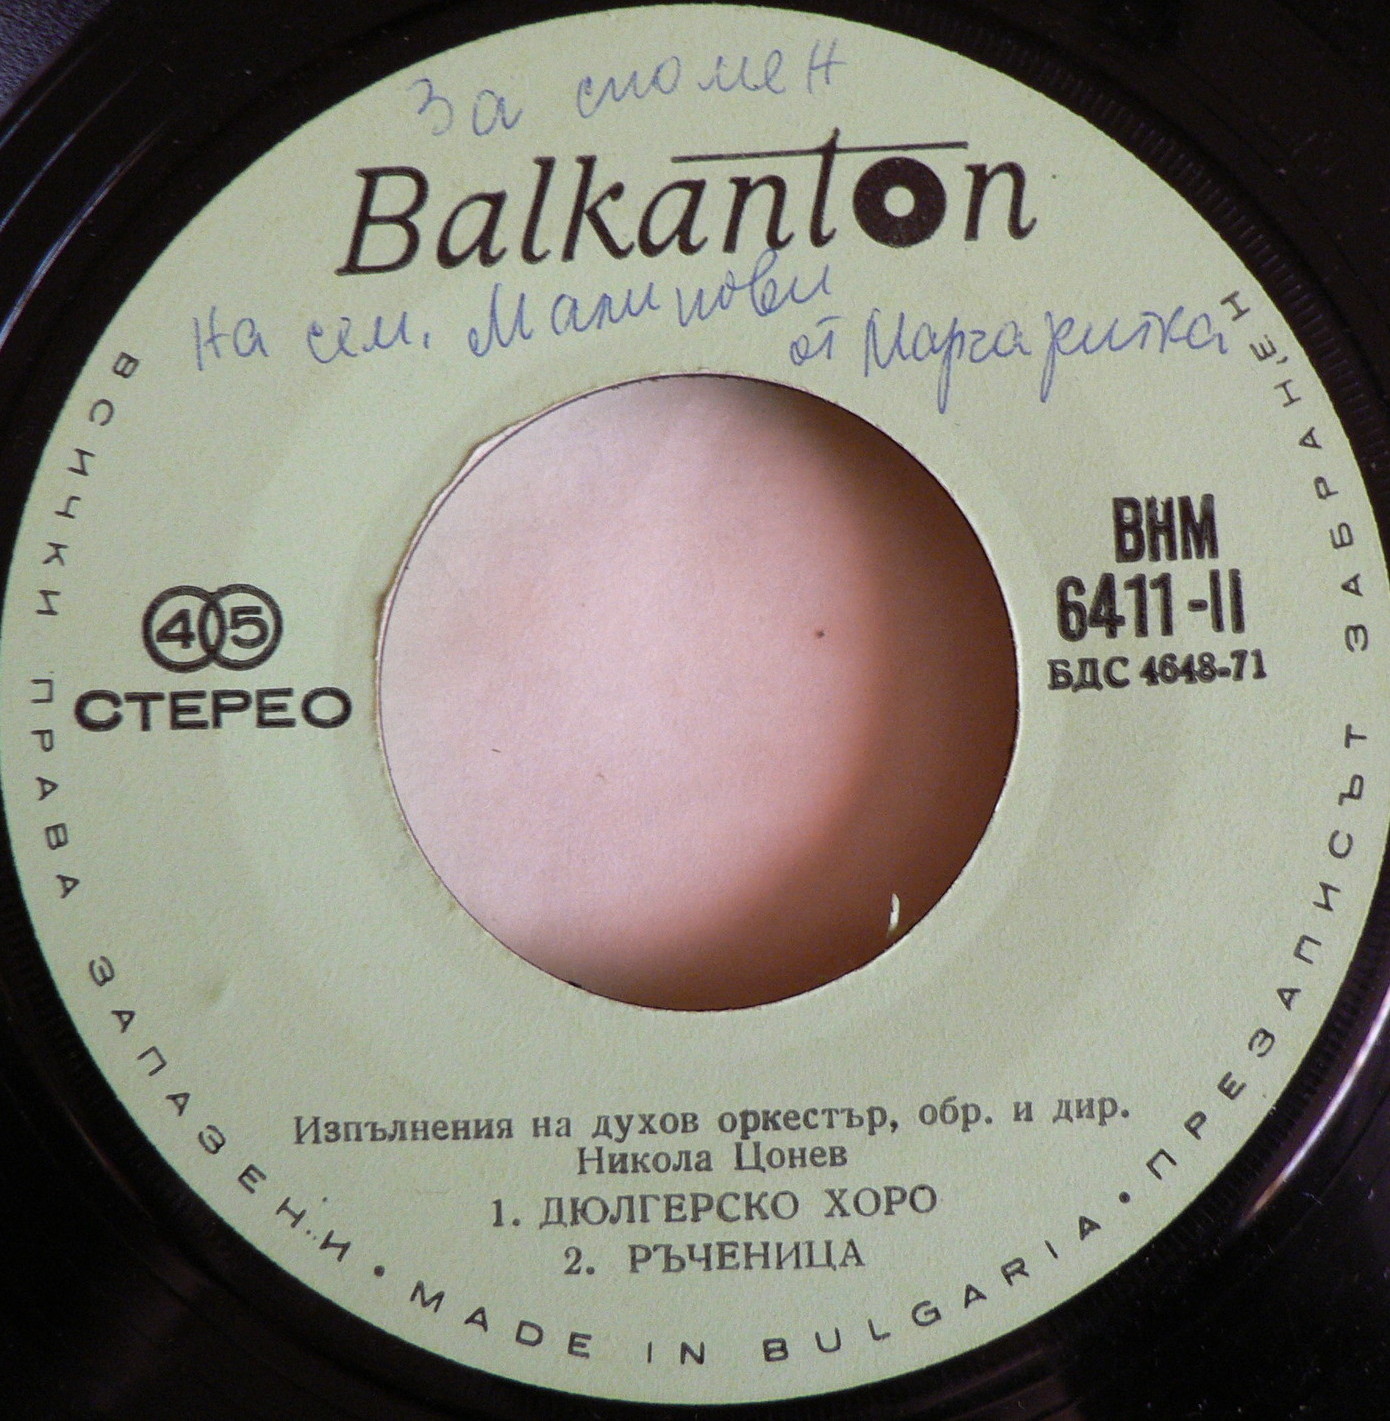 За спомен
Balkanton
На сем. Малинови
от Маргаритка
ВНМ
6411-II
БДС 4648-71
45
СТЕРЕО
Изпълнения на духов оркестър, обр. и дир.
Никола Цонев
1. ДЮЛГЕРСКО ХОРО
2. РЪЧЕНИЦА
ВСИЧКИ ПРАВА ЗАПАЗЕНИ • MADE IN BULGARIA • ПРЕЗАПИСЪТ ЗАБРАНЕН